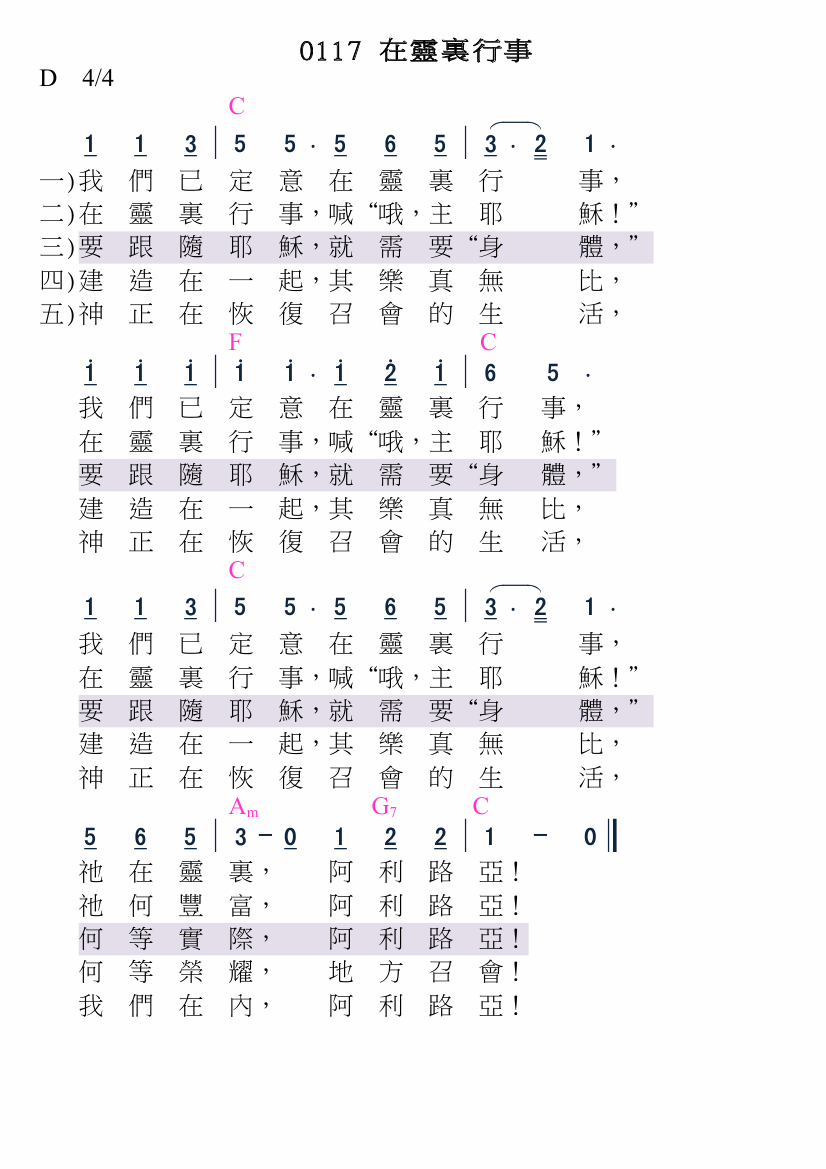 0117 在靈裏行事
D 4/4
C
1 1 3 | 5 5 · 5 6 5 | 3 · 2 1 ·
一)我們已定意在靈裏行事，
二)在靈裏行事，喊“哦，主耶穌！”
三)要跟隨耶穌，就需要“身體，”
四)建造在一起，其樂真無比，
五)神正在恢復召會的生活，
F C
1 1 1 | 1 1 · 1 2 1 | 6 5 ·
我們已定意在靈裏行事，
在靈裏行事，喊“哦，主耶穌！”
要跟隨耶穌，就需要“身體，”
建造在一起，其樂真無比，
神正在恢復召會的生活，
C
1 1 3 | 5 5 · 5 6 5 | 3 · 2 1 ·
我們已定意在靈裏行事，
在靈裏行事，喊“哦，主耶穌！”
要跟隨耶穌，就需要“身體，”
建造在一起，其樂真無比，
神正在恢復召會的生活，
Am G7 C
5 6 5 | 3 – 0 1 2 2 | 1 – 0 ‖
祂在靈裏，阿利路亞！
祂何豐富，阿利路亞！
何等實際，阿利路亞！
何等榮耀，地方召會！
我們在內，阿利路亞！